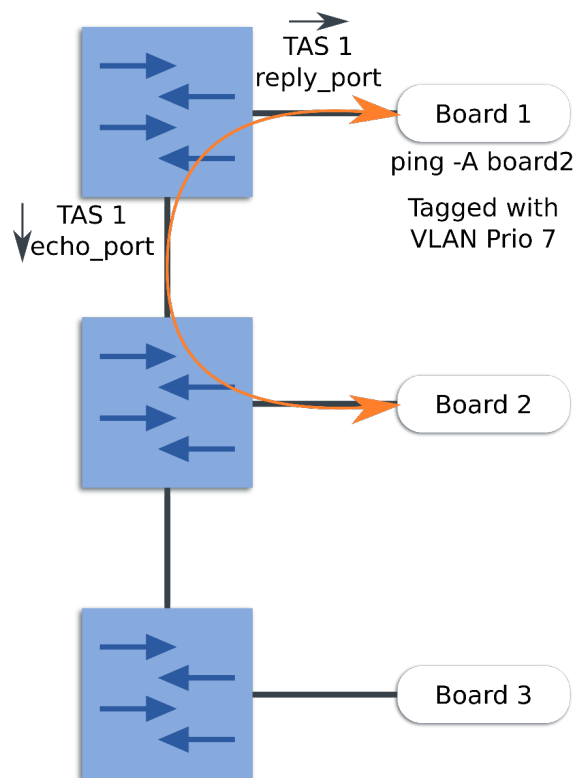 TAS 1
reply_port
Board 1
ping -A board2
Tagged with
VLAN Prio 7
TAS 1
echo_port
Board 2
Board 3